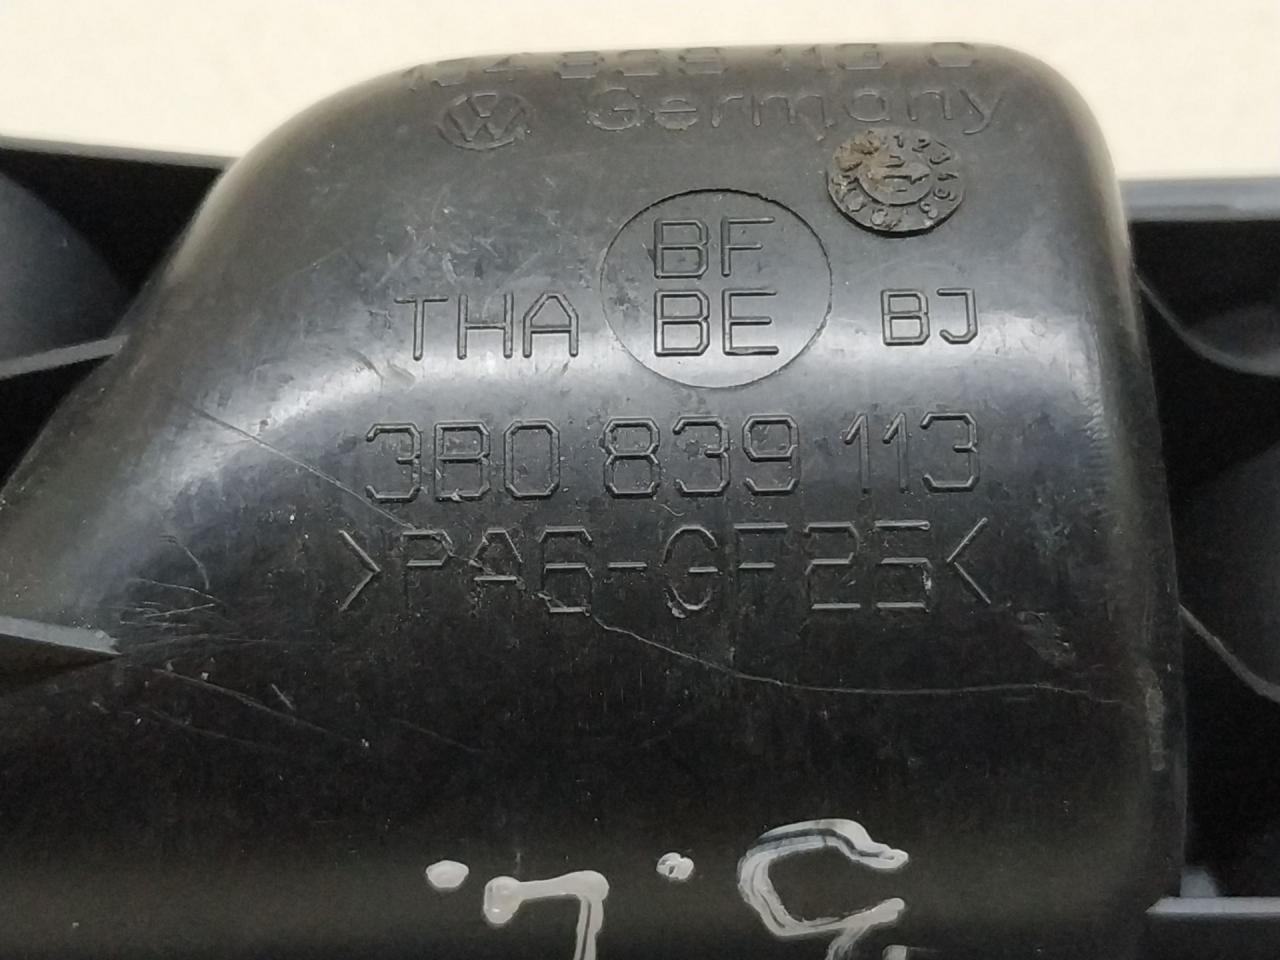 Germany
BF
THA BE BJ
3B0 839 113
>PA6-GF25<